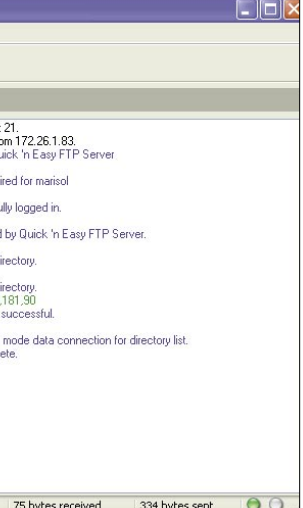 21.
om 172.26.1.83.
uick 'n Easy FTP Server
ired for marisol
ully logged in.
d by Quick 'n Easy FTP Server.
irectory.
irectory.
,181,90
successful.
mode data connection for directory list.
ete.
75 bytes received 334 bytes sent